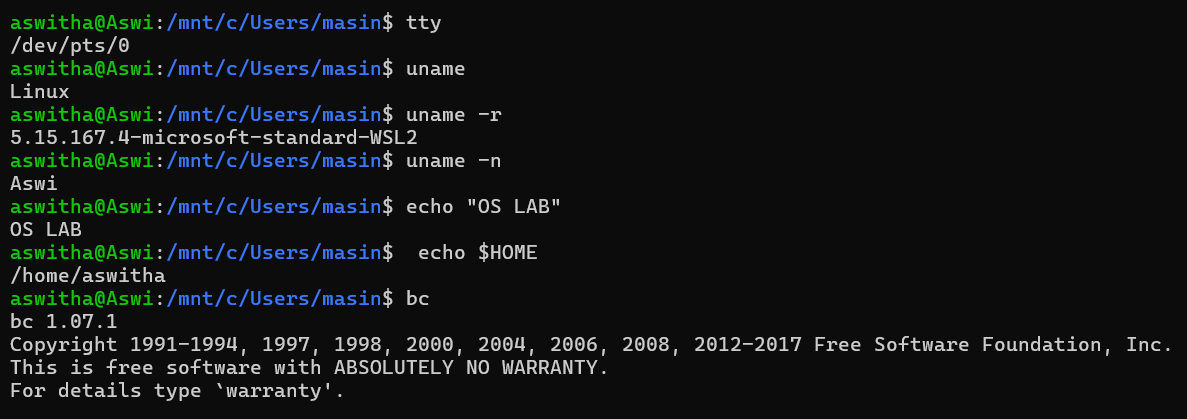 aswitha@Aswi:/mnt/c/Users/masin$ tty
/dev/pts/0
aswitha@Aswi:/mnt/c/Users/masin$ uname
Linux
aswitha@Aswi:/mnt/c/Users/masin$ uname -r
5.15.167.4-microsoft-standard-WSL2
aswitha@Aswi:/mnt/c/Users/masin$ uname -n
Aswi
aswitha@Aswi:/mnt/c/Users/masin$ echo "OS LAB"
OS LAB
aswitha@Aswi:/mnt/c/Users/masin$  echo $HOME
/home/aswitha
aswitha@Aswi:/mnt/c/Users/masin$ bc
bc 1.07.1
Copyright 1991-1994, 1997, 1998, 2000, 2004, 2006, 2008, 2012-2017 Free Software Foundation, Inc.
This is free software with ABSOLUTELY NO WARRANTY.
For details type `warranty'.